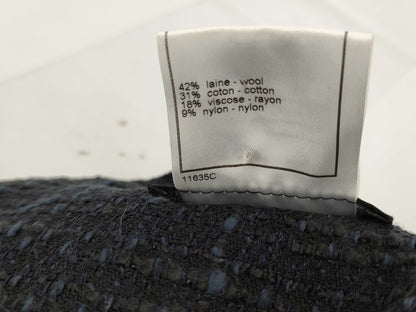 42% laine - wool
31% coton - cotton
18% viscose - rayon
9% nylon - nylon
11635C